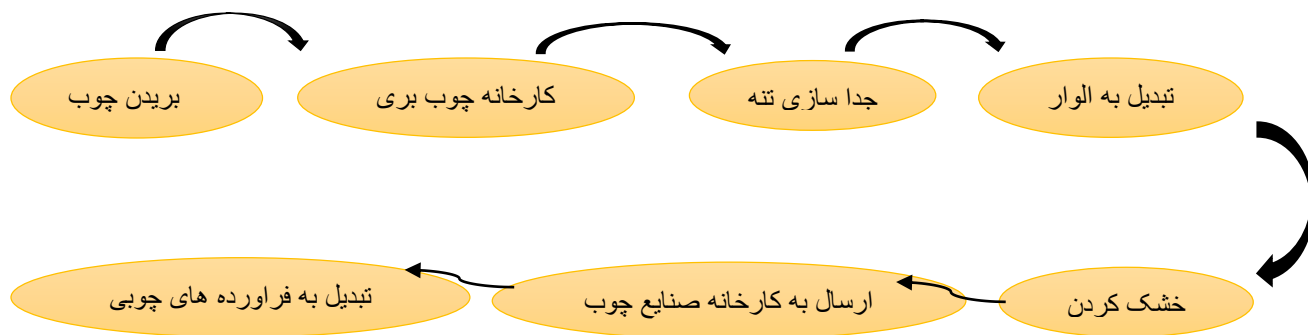 بریدن چوب
کارخانه چوب بری
جدا سازی تنه
تبدیل به الوار
خشک کردن
ارسال به کارخانه صنایع چوب
تبدیل به فراورده های چوبی